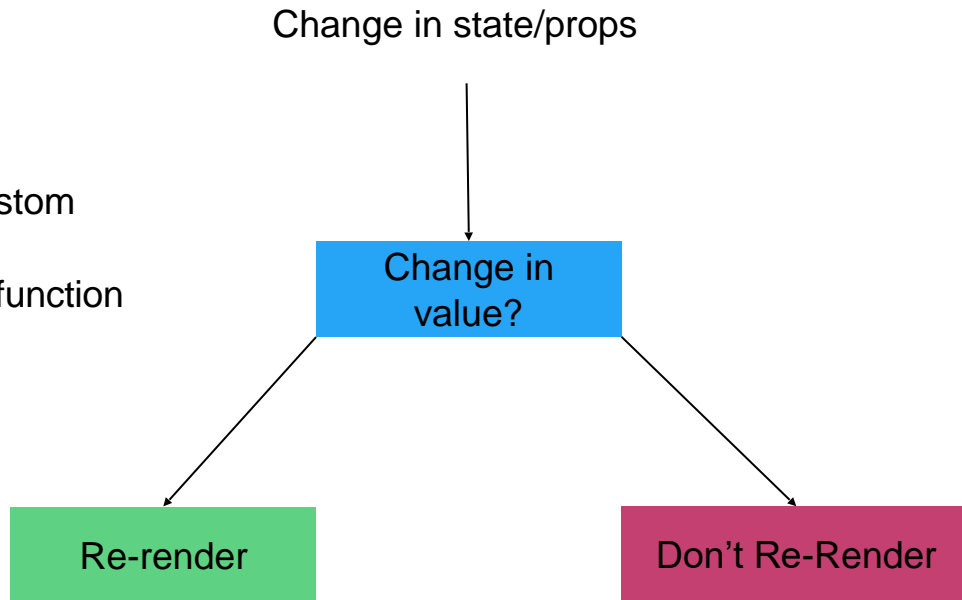 Change in state/props
stom
function
Change in
value?
Re-render
Don’t Re-Render